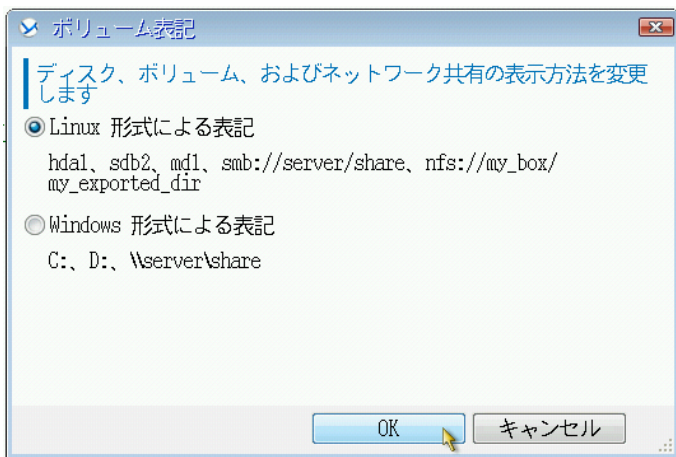 ボリューム表記
ディスク、ボリューム、およびネットワーク共有の表示方法を変更
します
Linux 形式による表記
hda1、sdb2、md1、smb://server/share、nfs://my_box/
my_exported_dir
Windows 形式による表記
C:、D:、\\server\share
OK
キャンセル